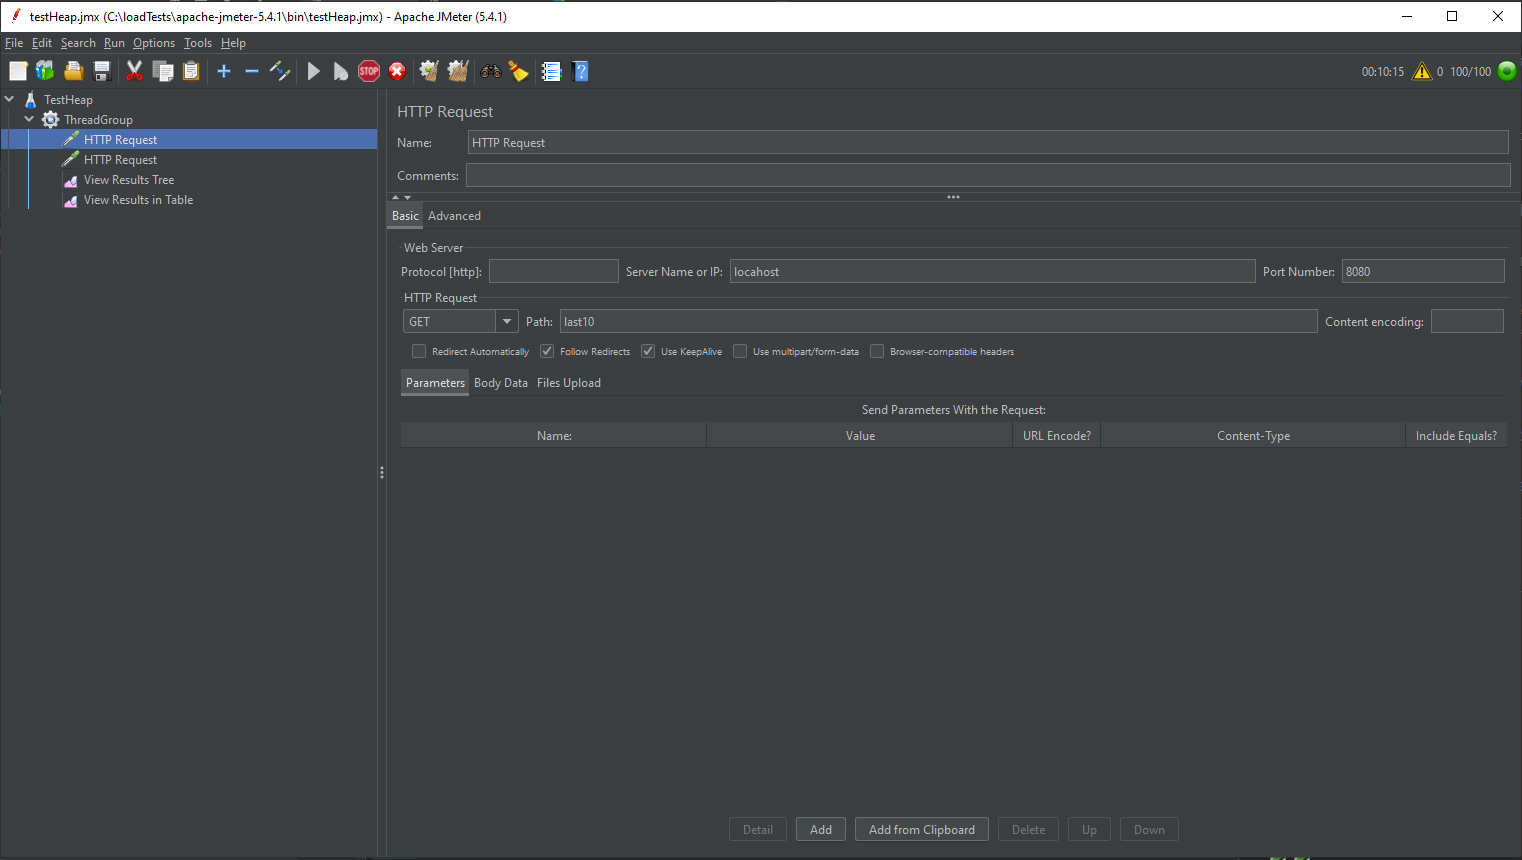 testHeap.jmx (C:\loadTests\apache-jmeter-5.4.1\bin\testHeap.jmx) - Apache JMeter (5.4.1)
File Edit Search Run Options Tools Help
STOP ? 00:10:15 0 100/100
TestHeap
ThreadGroup
HTTP Request
HTTP Request
View Results Tree
View Results in Table
HTTP Request
Name: HTTP Request
Comments:
Basic Advanced
Web Server
Protocol [http]: Server Name or IP: locahost Port Number: 8080
HTTP Request
GET Path: last10 Content encoding:
Redirect Automatically Follow Redirects Use KeepAlive Use multipart/form-data Browser-compatible headers
Parameters Body Data Files Upload
Send Parameters With the Request:
Name: Value URL Encode? Content-Type Include Equals?
Detail Add Add from Clipboard Delete Up Down